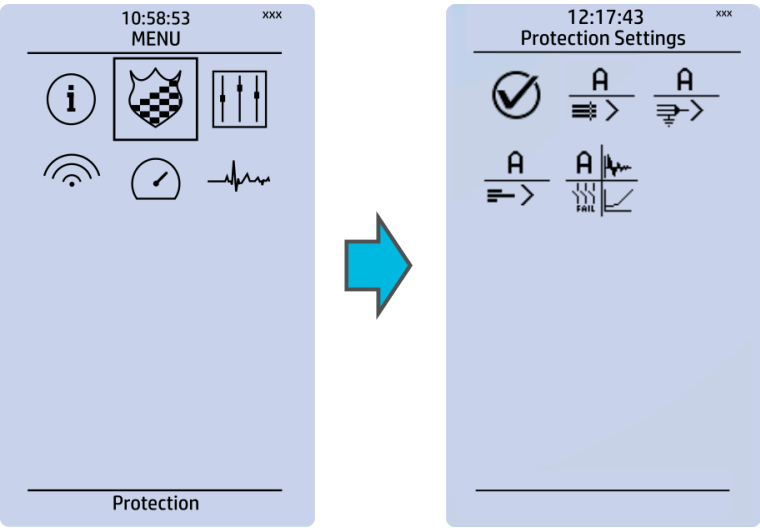 10:58:53
xxx
MENU
i
Protection
12:17:43
xxx
Protection Settings
A
A
A
A
FAIL